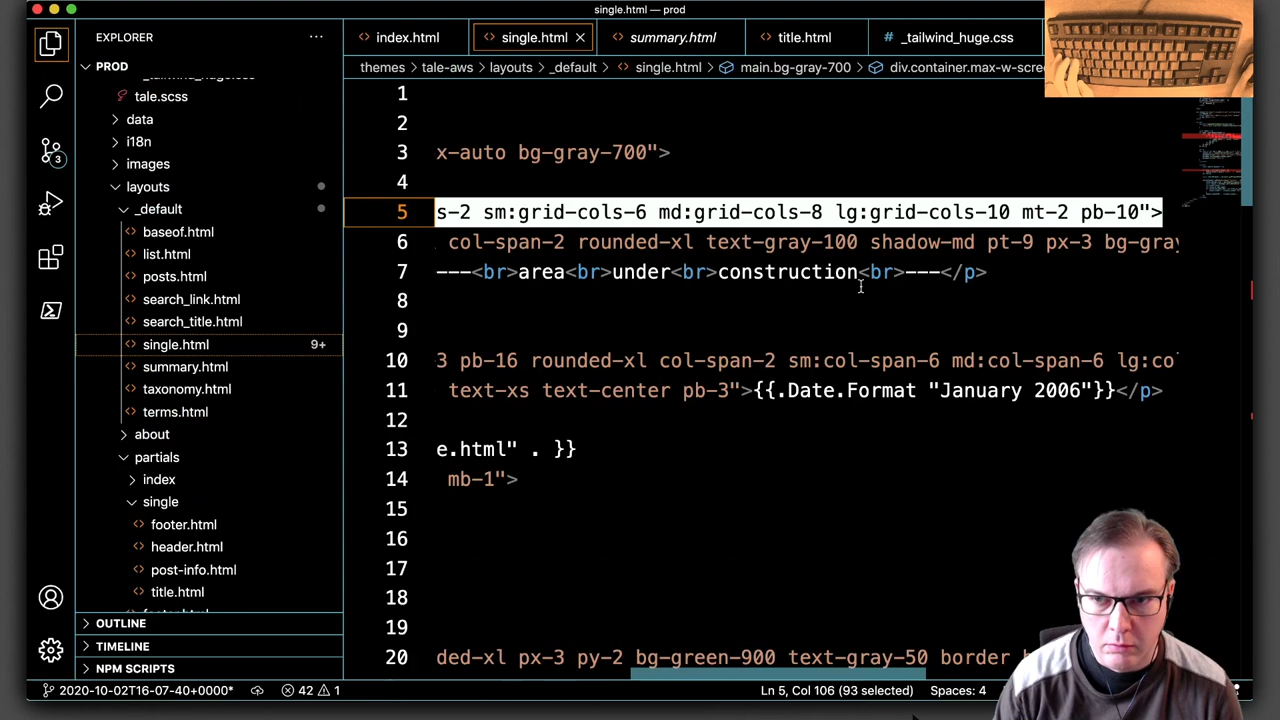 single.html — prod
EXPLORER
index.html
single.html
summary.html
title.html
# _tailwind_huge.css
PROD
themes > tale-aws > layouts > _default > single.html > main.bg-gray-700 > div.container.max-w-scre
_tailwind_huge.css
tale.scss
data
i18n
images
layouts
_default
baseof.html
list.html
posts.html
search_link.html
search_title.html
single.html 9+
summary.html
taxonomy.html
terms.html
about
partials
index
single
footer.html
header.html
post-info.html
title.html
footer.html
OUTLINE
TIMELINE
NPM SCRIPTS
3
1
2
3 x-auto bg-gray-700">
4
5 s-2 sm:grid-cols-6 md:grid-cols-8 lg:grid-cols-10 mt-2 pb-10">
6 col-span-2 rounded-xl text-gray-100 shadow-md pt-9 px-3 bg-gray
7 ---<br>area<br>under<br>construction<br>---</p>
8
9
10 3 pb-16 rounded-xl col-span-2 sm:col-span-6 md:col-span-6 lg:co
11 text-xs text-center pb-3">{{.Date.Format "January 2006"}}</p>
12
13 e.html" . }}
14 mb-1">
15
16
17
18
19
20 ded-xl px-3 py-2 bg-green-900 text-gray-50 border
2020-10-02T16-07-40+0000* 42 1 Ln 5, Col 106 (93 selected) Spaces: 4